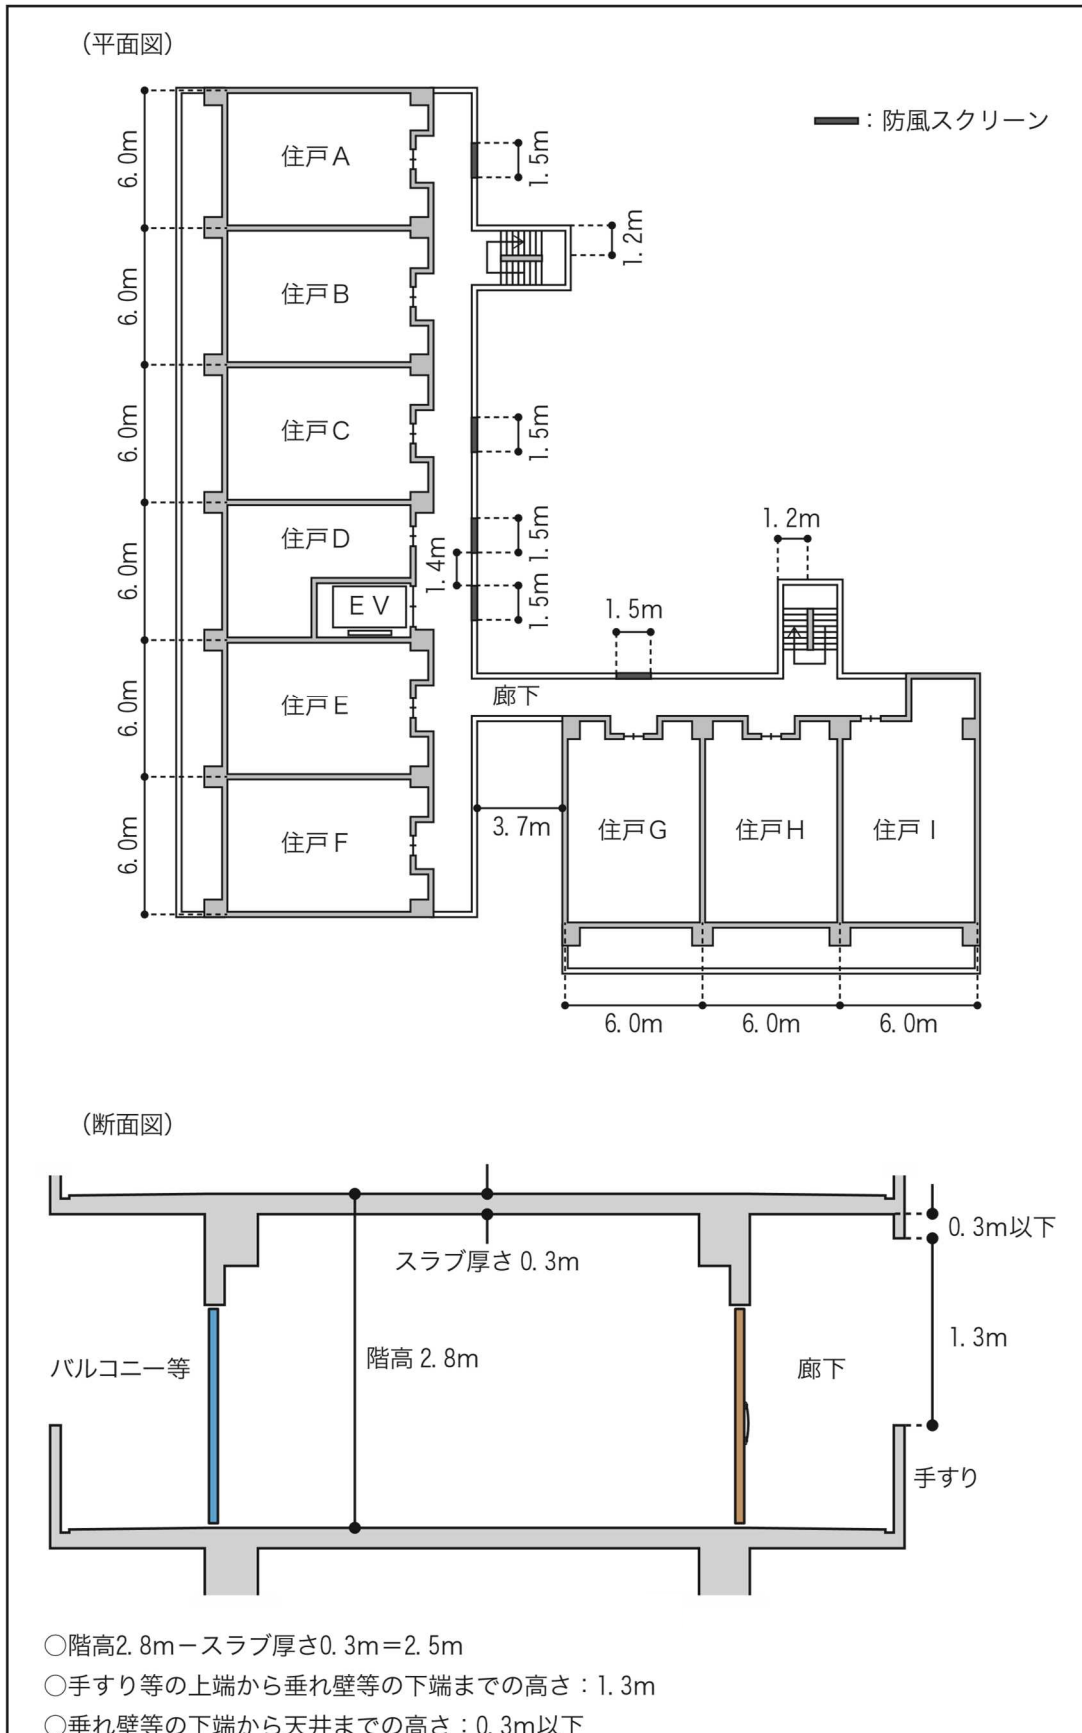 （平面図）
：防風スクリーン
住戸A
6.0m
1.5m
1.2m
住戸B
6.0m
住戸C
6.0m
1.5m
住戸D
6.0m
1.5m
1.4m
EV
1.5m
1.2m
1.5m
住戸E
6.0m
廊下
住戸F
6.0m
3.7m
住戸G
住戸H
住戸I
6.0m
6.0m
6.0m
（断面図）
0.3m以下
スラブ厚さ0.3m
1.3m
バルコニー等
階高2.8m
廊下
手すり
○階高2.8m－スラブ厚さ0.3m＝2.5m
○手すり等の上端から垂れ壁等の下端までの高さ：1.3m
○垂れ壁等の下端から天井までの高さ：0.3m以下